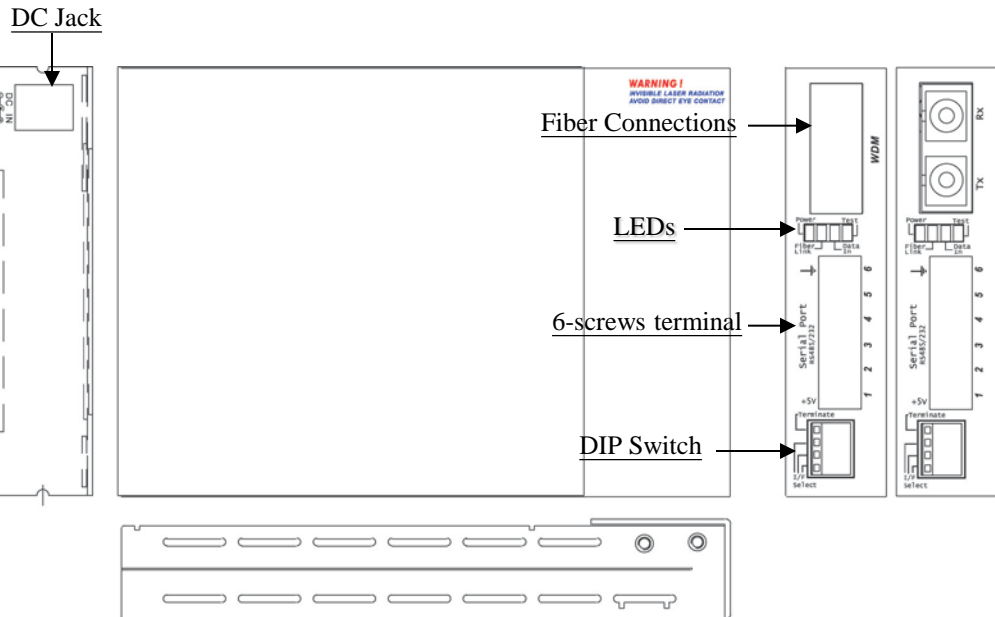 DC Jack
DC IN
WARNING !
INVISIBLE LASER RADIATION
AVOID DIRECT EYE CONTACT
Fiber Connections
LEDs
6-screws terminal
DIP Switch
WDM
Power Test
Fiber Data
Link In
6
5
4
3
2
1
Serial Port
RS485/232
+5V
Terminate
I/F
Select
Rx
Tx
Power Test
Fiber Data
Link In
6
5
4
3
2
1
Serial Port
RS485/232
+5V
Terminate
I/F
Select